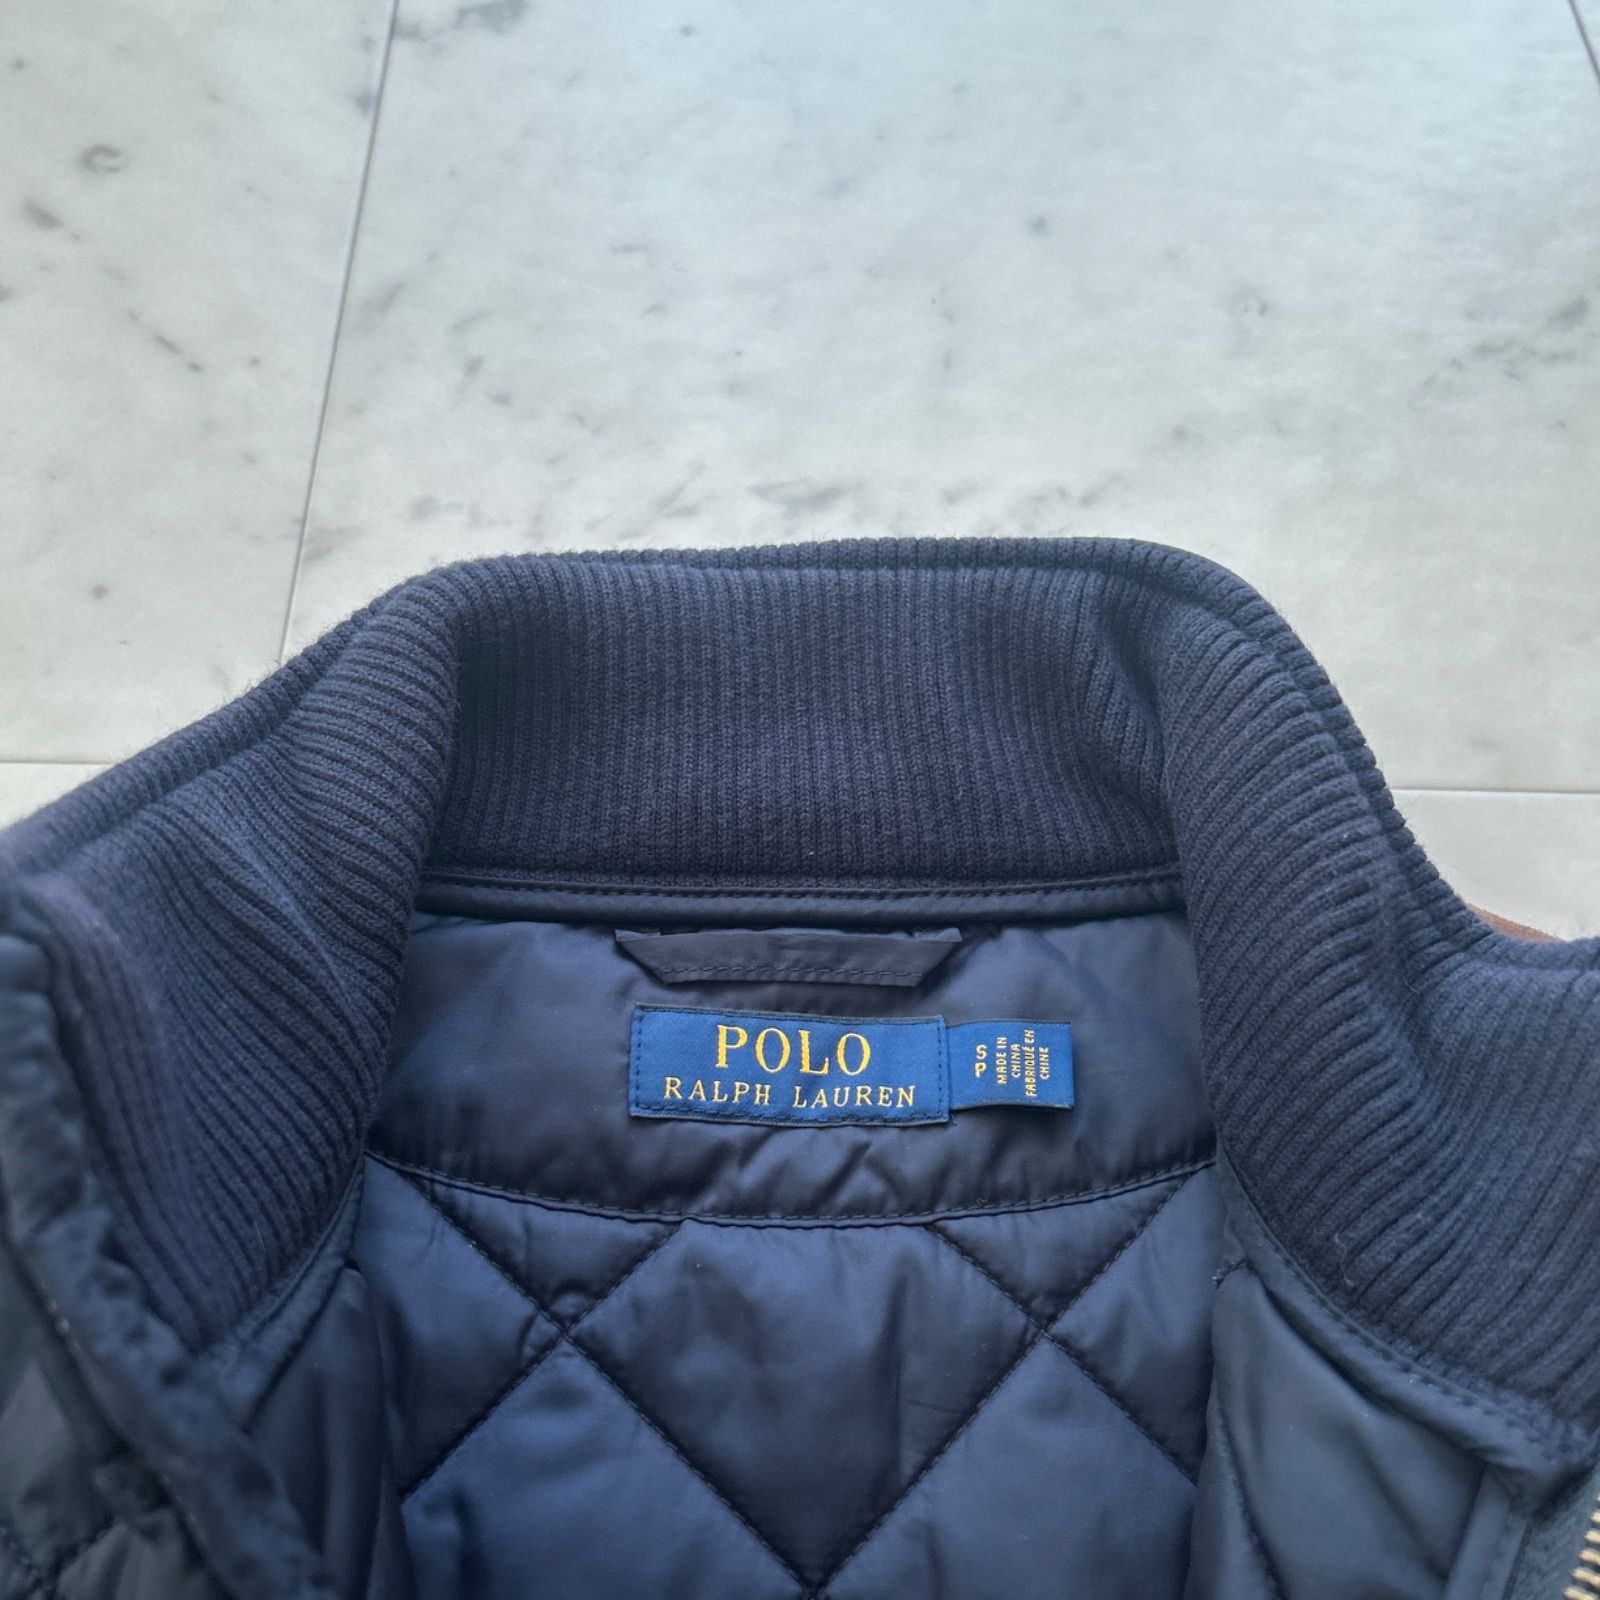 POLO
RALPH LAUREN
S
P
MADE IN
CHINA
FABRIQUÉ EN
CHINE